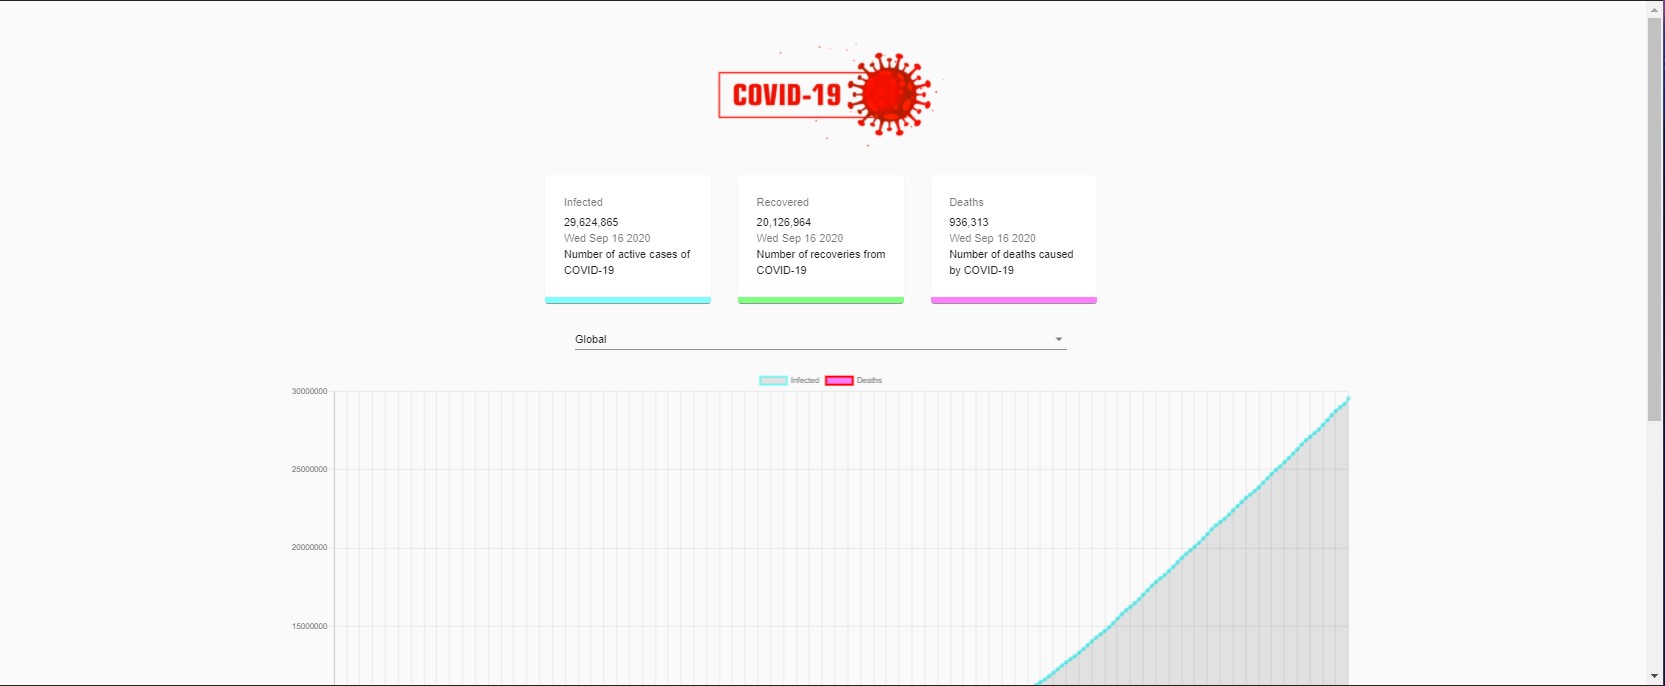 COVID-19
Infected
29,624,865
Wed Sep 16 2020
Number of active cases of
COVID-19
Recovered
20,126,964
Wed Sep 16 2020
Number of recoveries from
COVID-19
Deaths
936,313
Wed Sep 16 2020
Number of deaths caused
by COVID-19
Global
Infected Deaths
30000000
25000000
20000000
15000000